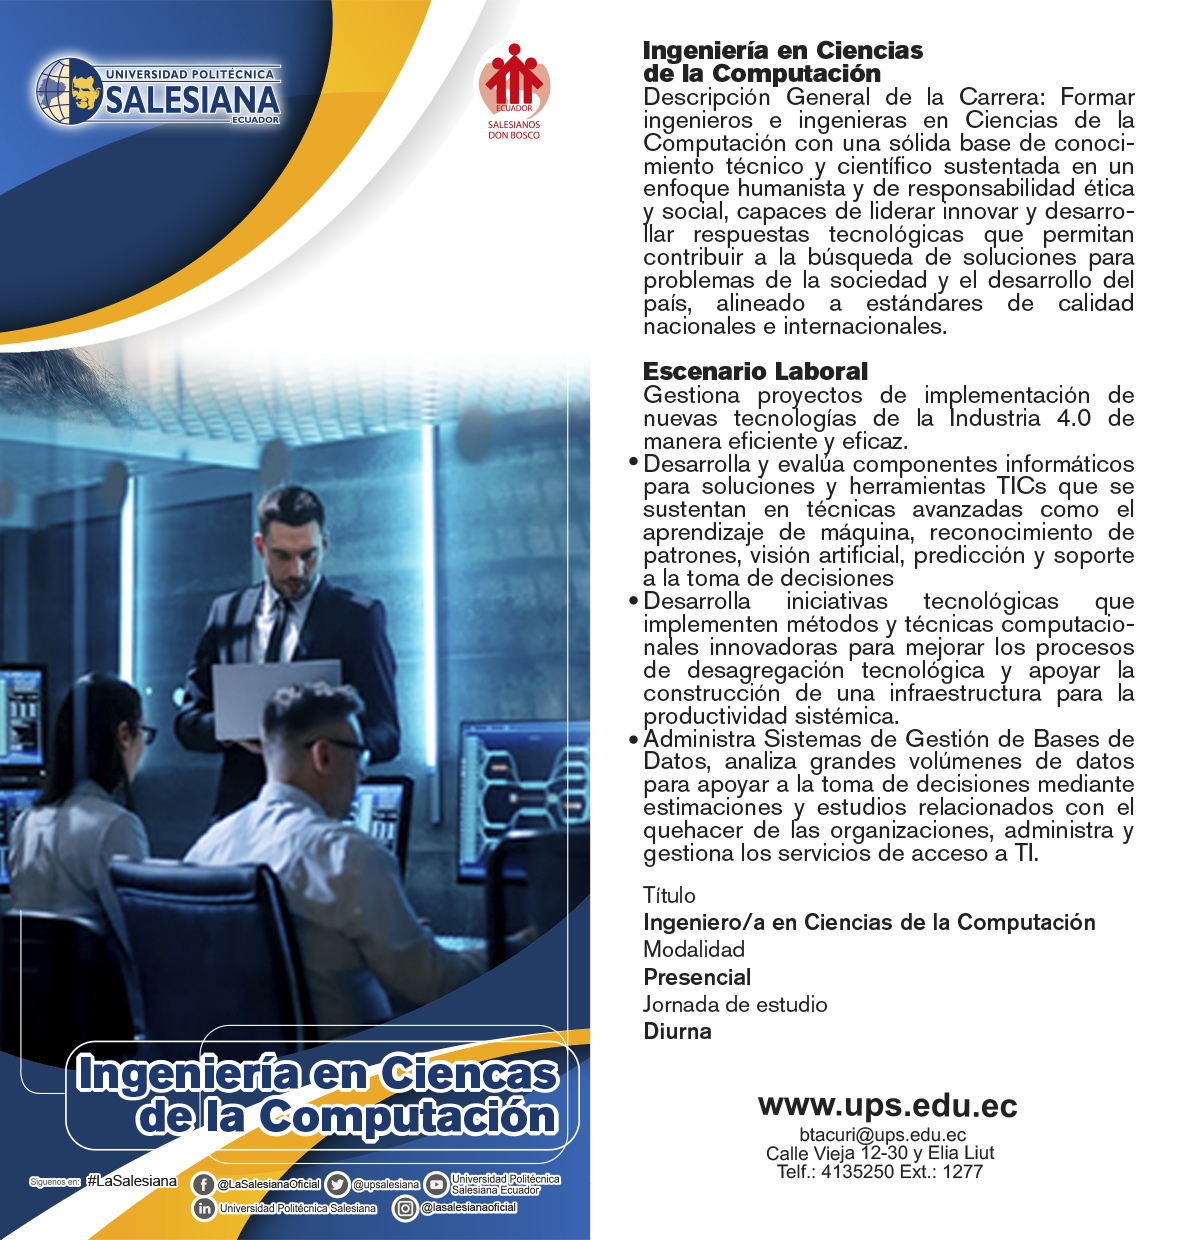 UNIVERSIDAD POLITÉCNICA
SALESIANA
ECUADOR
ECUADOR
SALESIANOS
DON BOSCO
Ingeniería en Ciencas
de la Computación
Síguenos en: #LaSalesiana
@LaSalesianaOficial
@upsalesiana
Universidad Politécnica
Salesiana Ecuador
Universidad Politécnica Salesiana
@lasalesianaoficial
Ingeniería en Ciencias
de la Computación
Descripción General de la Carrera: Formar
ingenieros e ingenieras en Ciencias de la
Computación con una sólida base de conoci-
miento técnico y científico sustentada en un
enfoque humanista y de responsabilidad ética
y social, capaces de liderar innovar y desarro-
llar respuestas tecnológicas que permitan
contribuir a la búsqueda de soluciones para
problemas de la sociedad y el desarrollo del
país, alineado a estándares de calidad
nacionales e internacionales.
Escenario Laboral
Gestiona proyectos de implementación de
nuevas tecnologías de la Industria 4.0 de
manera eficiente y eficaz.
• Desarrolla y evalúa componentes informáticos
para soluciones y herramientas TICs que se
sustentan en técnicas avanzadas como el
aprendizaje de máquina, reconocimiento de
patrones, visión artificial, predicción y soporte
a la toma de decisiones
• Desarrolla iniciativas tecnológicas que
implementen métodos y técnicas computacio-
nales innovadoras para mejorar los procesos
de desagregación tecnológica y apoyar la
construcción de una infraestructura para la
productividad sistémica.
• Administra Sistemas de Gestión de Bases de
Datos, analiza grandes volúmenes de datos
para apoyar a la toma de decisiones mediante
estimaciones y estudios relacionados con el
quehacer de las organizaciones, administra y
gestiona los servicios de acceso a TI.
Título
Ingeniero/a en Ciencias de la Computación
Modalidad
Presencial
Jornada de estudio
Diurna
www.ups.edu.ec
btacuri@ups.edu.ec
Calle Vieja 12-30 y Elia Liut
Telf.: 4135250 Ext.: 1277